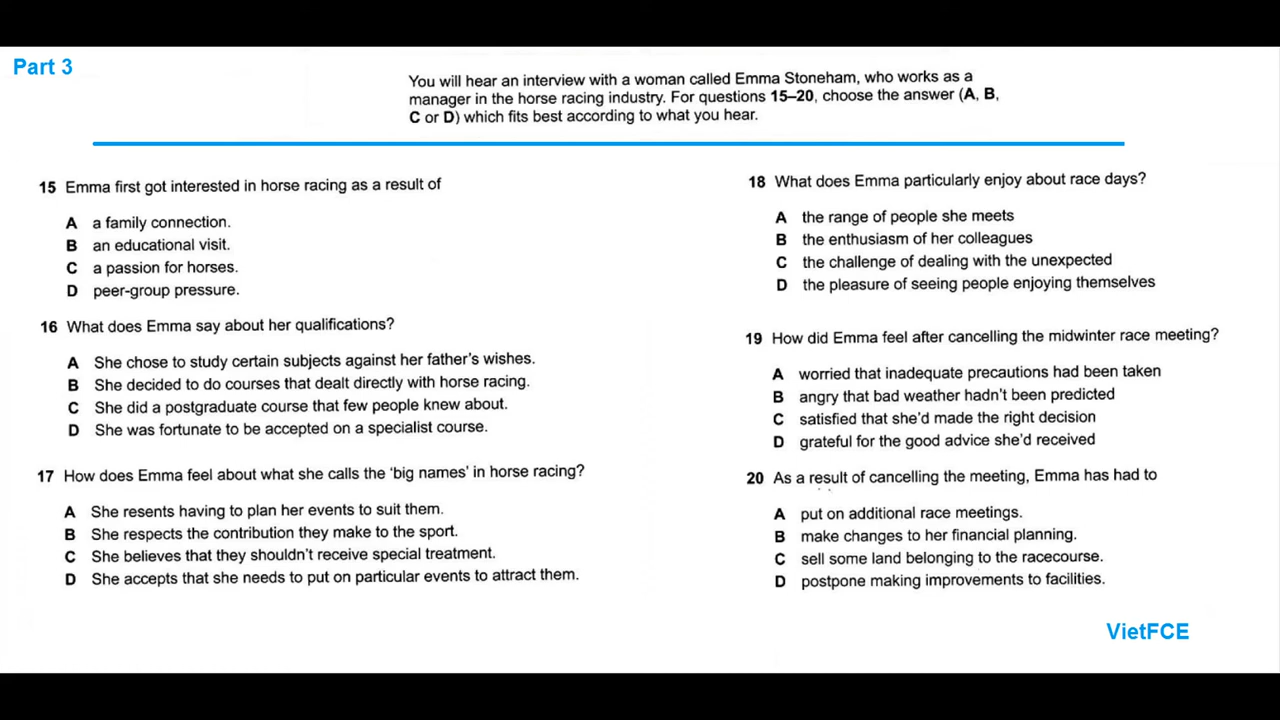 Part 3
You will hear an interview with a woman called Emma Stoneham, who works as a
manager in the horse racing industry. For questions 15–20, choose the answer (A, B,
C or D) which fits best according to what you hear.
15 Emma first got interested in horse racing as a result of
A a family connection.
B an educational visit.
C a passion for horses.
D peer-group pressure.
16 What does Emma say about her qualifications?
A She chose to study certain subjects against her father's wishes.
B She decided to do courses that dealt directly with horse racing.
C She did a postgraduate course that few people knew about.
D She was fortunate to be accepted on a specialist course.
17 How does Emma feel about what she calls the 'big names' in horse racing?
A She resents having to plan her events to suit them.
B She respects the contribution they make to the sport.
C She believes that they shouldn't receive special treatment.
D She accepts that she needs to put on particular events to attract them.
18 What does Emma particularly enjoy about race days?
A the range of people she meets
B the enthusiasm of her colleagues
C the challenge of dealing with the unexpected
D the pleasure of seeing people enjoying themselves
19 How did Emma feel after cancelling the midwinter race meeting?
A worried that inadequate precautions had been taken
B angry that bad weather hadn't been predicted
C satisfied that she'd made the right decision
D grateful for the good advice she'd received
20 As a result of cancelling the meeting, Emma has had to
A put on additional race meetings.
B make changes to her financial planning.
C sell some land belonging to the racecourse.
D postpone making improvements to facilities.
VietFCE